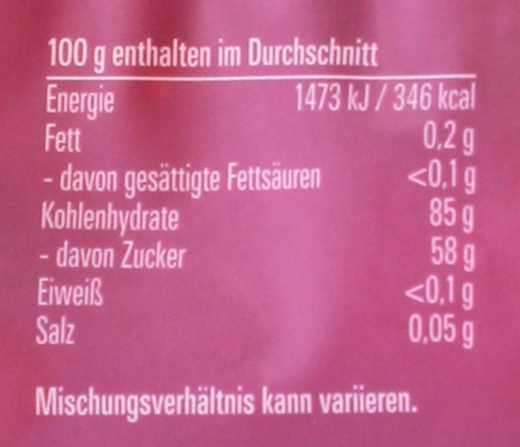 100 g enthalten im Durchschnitt
Energie 1473 kJ / 346 kcal
Fett 0,2 g
- davon gesättigte Fettsäuren <0,1 g
Kohlenhydrate 85 g
- davon Zucker 58 g
Eiweiß <0,1 g
Salz 0,05 g
Mischungsverhältnis kann variieren.